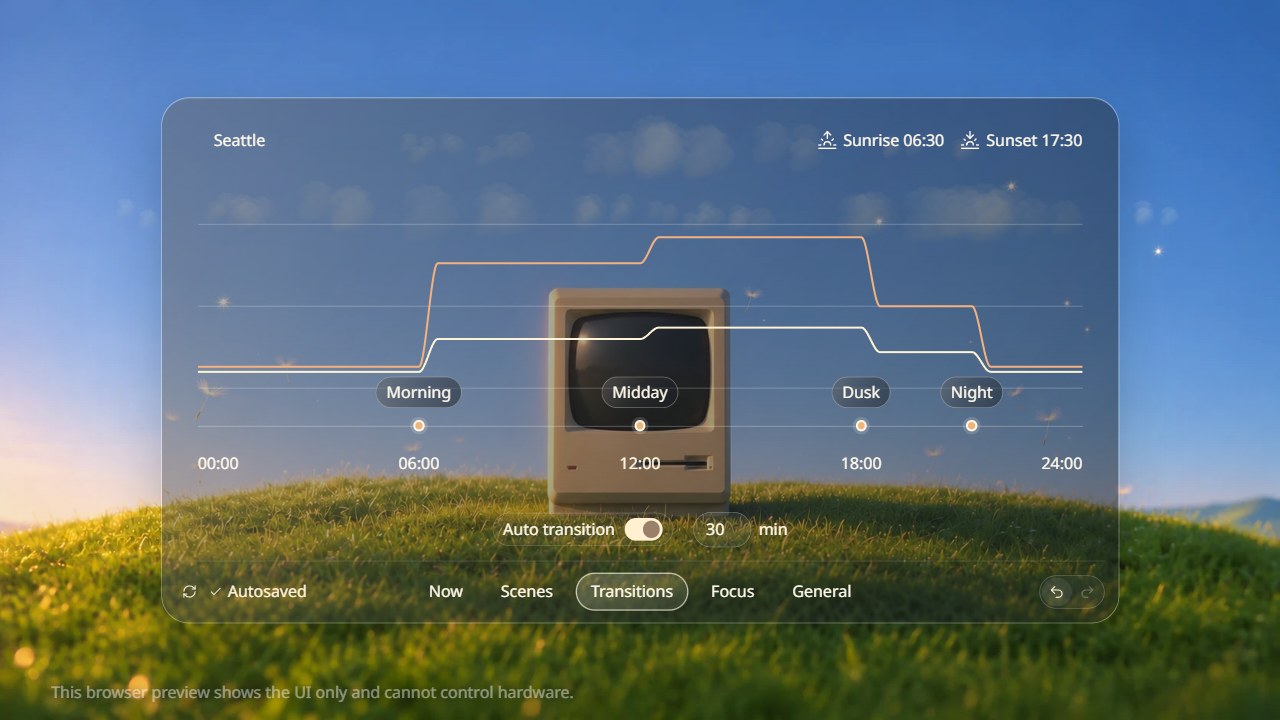 Seattle
Sunrise 06:30
Sunset 17:30
Morning
Midday
Dusk
Night
00:00
06:00
12:00
18:00
24:00
Auto transition
30 min
Autosaved
Now
Scenes
Transitions
Focus
General
This browser preview shows the UI only and cannot control hardware.